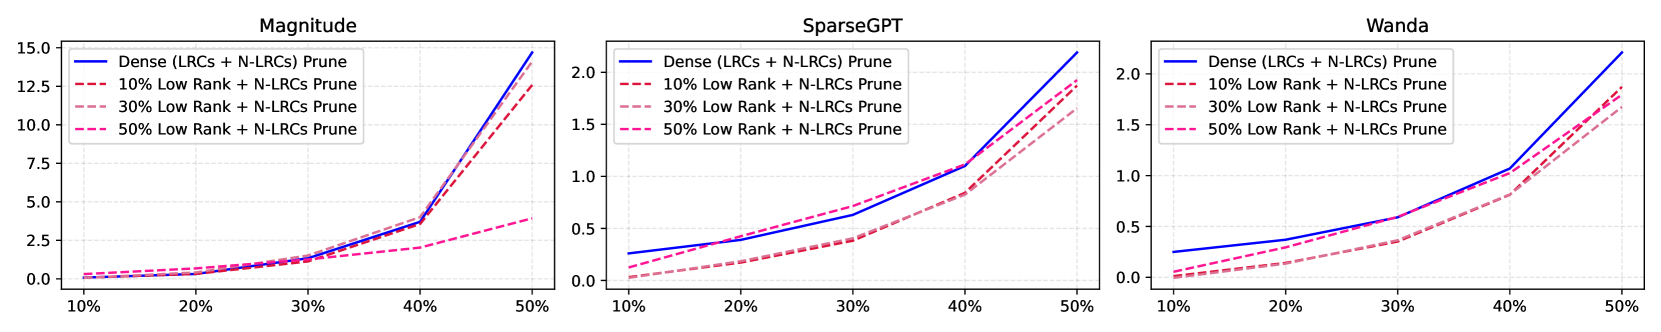 Magnitude
15.0
12.5
10.0
7.5
5.0
2.5
0.0
Dense (LRCs + N-LRCs) Prune
10% Low Rank + N-LRCs Prune
30% Low Rank + N-LRCs Prune
50% Low Rank + N-LRCs Prune
10% 20% 30% 40% 50%
SparseGPT
2.0
1.5
1.0
0.5
0.0
Dense (LRCs + N-LRCs) Prune
10% Low Rank + N-LRCs Prune
30% Low Rank + N-LRCs Prune
50% Low Rank + N-LRCs Prune
10% 20% 30% 40% 50%
Wanda
2.0
1.5
1.0
0.5
0.0
Dense (LRCs + N-LRCs) Prune
10% Low Rank + N-LRCs Prune
30% Low Rank + N-LRCs Prune
50% Low Rank + N-LRCs Prune
10% 20% 30% 40% 50%